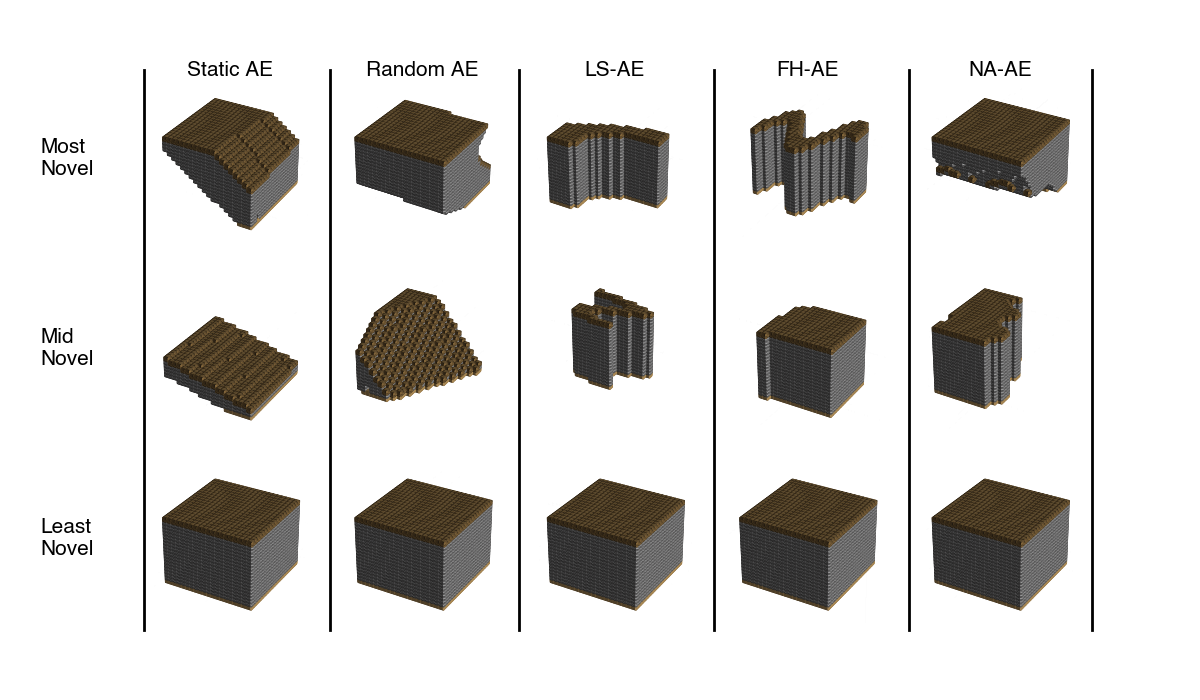 Static AE
Random AE
LS-AE
FH-AE
NA-AE
Most
Novel
Mid
Novel
Least
Novel